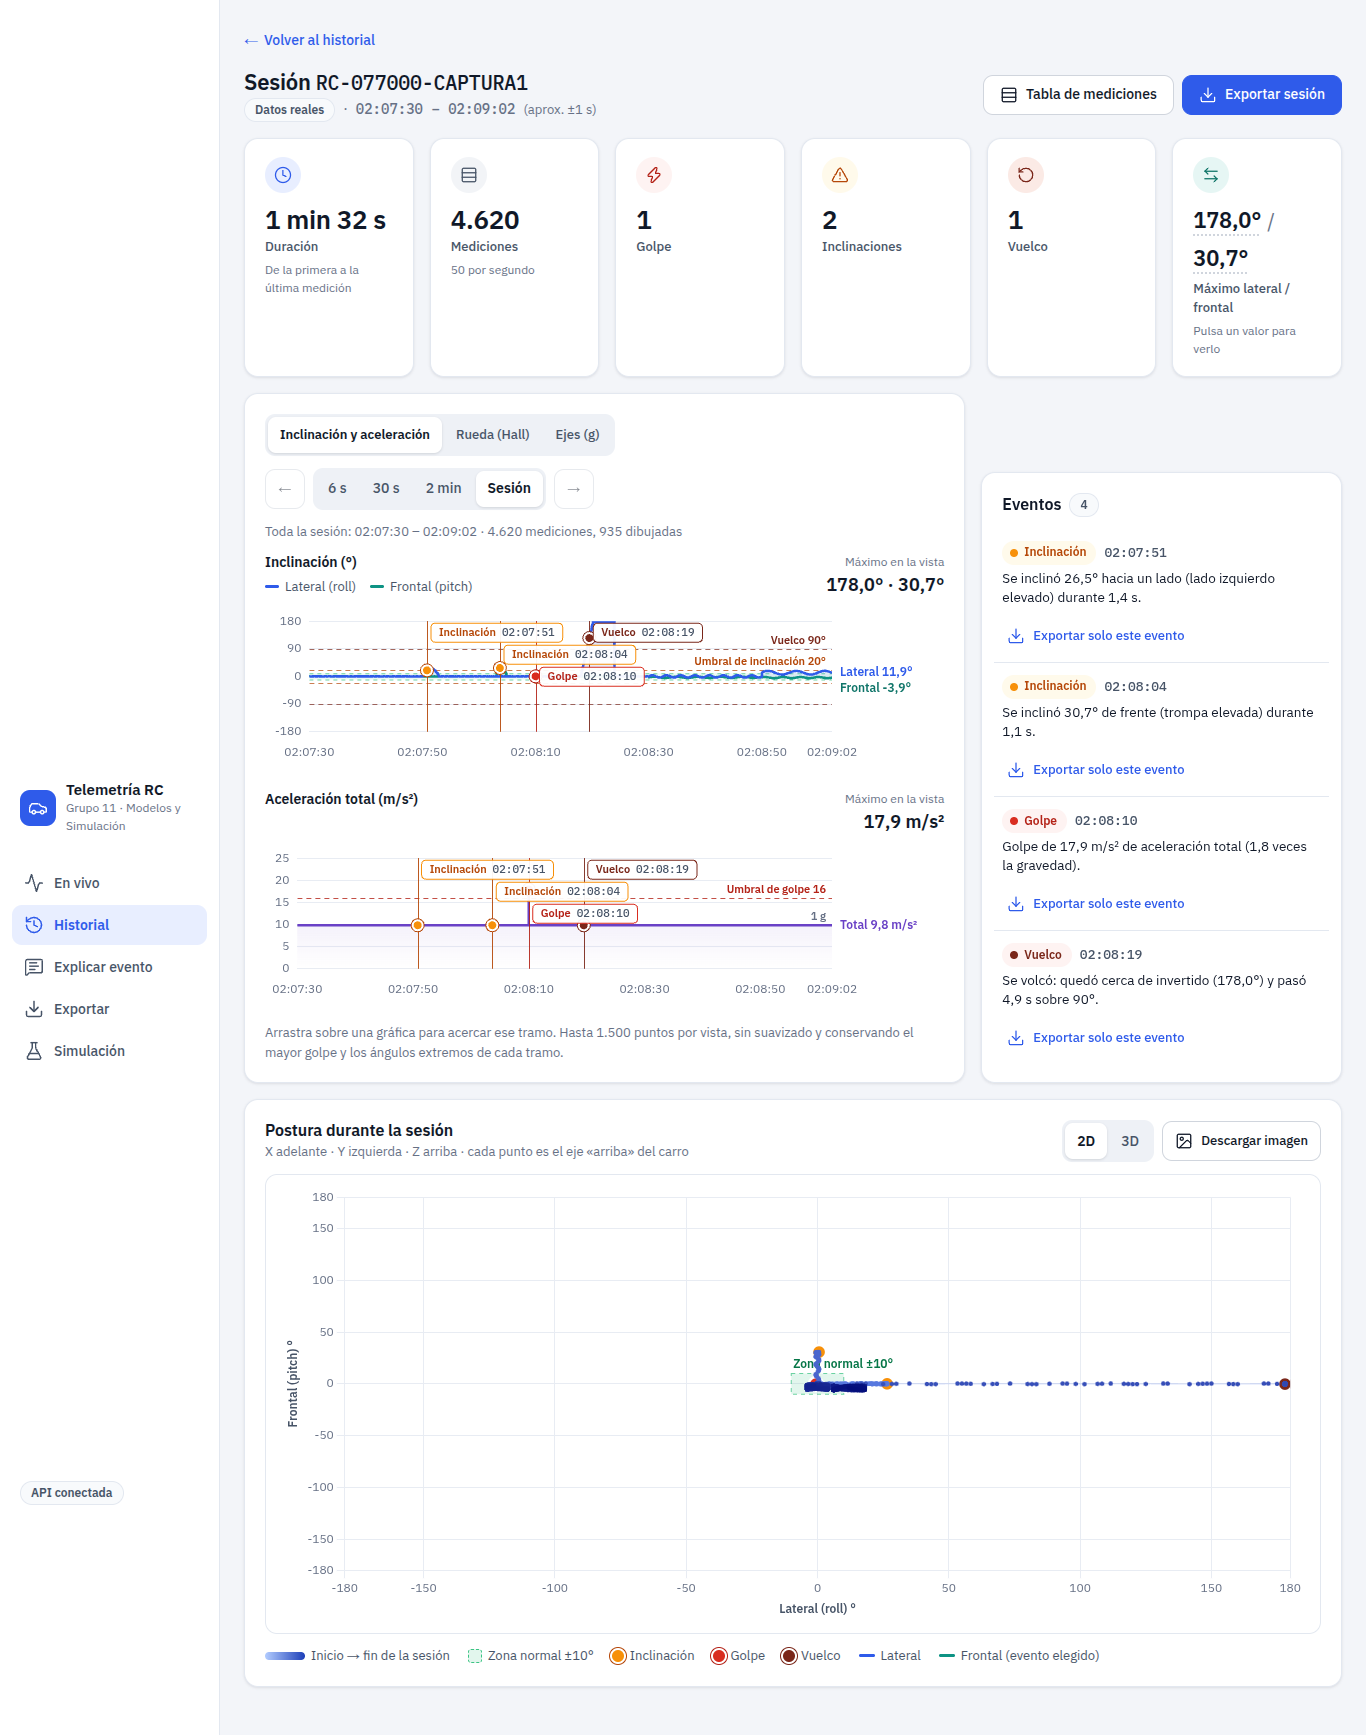 Telemetría RC
Grupo 11 · Modelos y
Simulación
En vivo
Historial
Explicar evento
Exportar
Simulación
API conectada
← Volver al historial
Sesión RC-077000-CAPTURA1
Datos reales · 02:07:30 – 02:09:02 (aprox. ±1 s)
Tabla de mediciones
Exportar sesión
1 min 32 s
Duración
De la primera a la
última medición
4.620
Mediciones
50 por segundo
1
Golpe
2
Inclinaciones
1
Vuelco
178,0° /
30,7°
Máximo lateral /
frontal
Pulsa un valor para
verlo
Inclinación y aceleración Rueda (Hall) Ejes (g)
← 6 s 30 s 2 min Sesión →
Toda la sesión: 02:07:30 – 02:09:02 · 4.620 mediciones, 935 dibujadas
Inclinación (°)
Máximo en la vista
Lateral (roll) Frontal (pitch)
178,0° · 30,7°
180
90
0
-90
-180
Inclinación 02:07:51
Vuelco 02:08:19
Inclinación 02:08:04
Golpe 02:08:10
Vuelco 90°
Umbral de inclinación 20°
Lateral 11,9°
Frontal -3,9°
02:07:30 02:07:50 02:08:10 02:08:30 02:08:50 02:09:02
Aceleración total (m/s²)
Máximo en la vista
17,9 m/s²
25
20
15
10
5
0
Inclinación 02:07:51
Vuelco 02:08:19
Inclinación 02:08:04
Golpe 02:08:10
Umbral de golpe 16
1 g
Total 9,8 m/s²
02:07:30 02:07:50 02:08:10 02:08:30 02:08:50 02:09:02
Arrastra sobre una gráfica para acercar ese tramo. Hasta 1.500 puntos por vista, sin suavizado y conservando el
mayor golpe y los ángulos extremos de cada tramo.
Eventos 4
Inclinación 02:07:51
Se inclinó 26,5° hacia un lado (lado izquierdo
elevado) durante 1,4 s.
Exportar solo este evento
Inclinación 02:08:04
Se inclinó 30,7° de frente (trompa elevada) durante
1,1 s.
Exportar solo este evento
Golpe 02:08:10
Golpe de 17,9 m/s² de aceleración total (1,8 veces
la gravedad).
Exportar solo este evento
Vuelco 02:08:19
Se volcó: quedó cerca de invertido (178,0°) y pasó
4,9 s sobre 90°.
Exportar solo este evento
Postura durante la sesión
X adelante · Y izquierda · Z arriba · cada punto es el eje «arriba» del carro
2D 3D
Descargar imagen
180
150
100
50
0
-50
-100
-150
-180
Frontal (pitch) °
Zona normal ±10°
-180 -150 -100 -50 0 50 100 150 180
Lateral (roll) °
Inicio → fin de la sesión Zona normal ±10° Inclinación Golpe Vuelco Lateral Frontal (evento elegido)